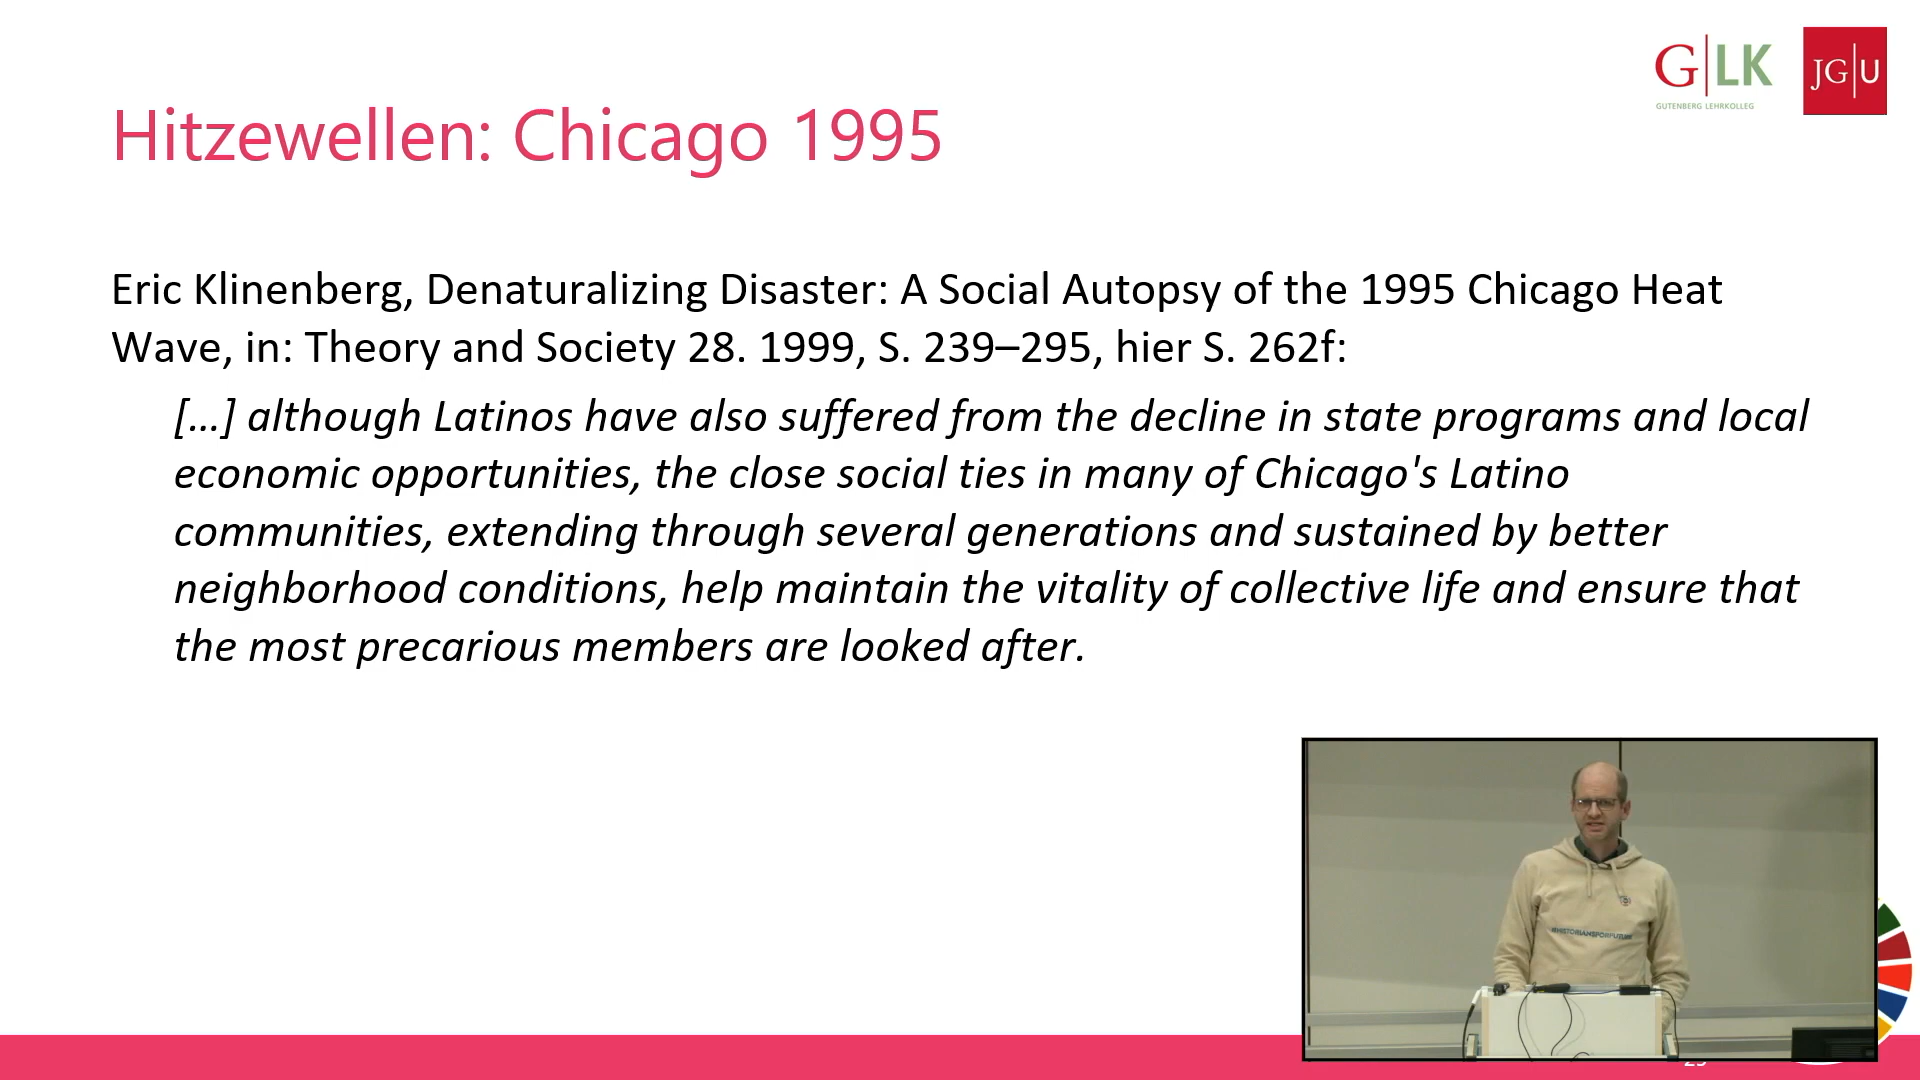 G|LK
GUTENBERG LEHRKOLLEG
JG|U
Hitzewellen: Chicago 1995
Eric Klinenberg, Denaturalizing Disaster: A Social Autopsy of the 1995 Chicago Heat
Wave, in: Theory and Society 28. 1999, S. 239–295, hier S. 262f:
[…] although Latinos have also suffered from the decline in state programs and local
economic opportunities, the close social ties in many of Chicago's Latino
communities, extending through several generations and sustained by better
neighborhood conditions, help maintain the vitality of collective life and ensure that
the most precarious members are looked after.
#HISTORIANSFORFUTURE